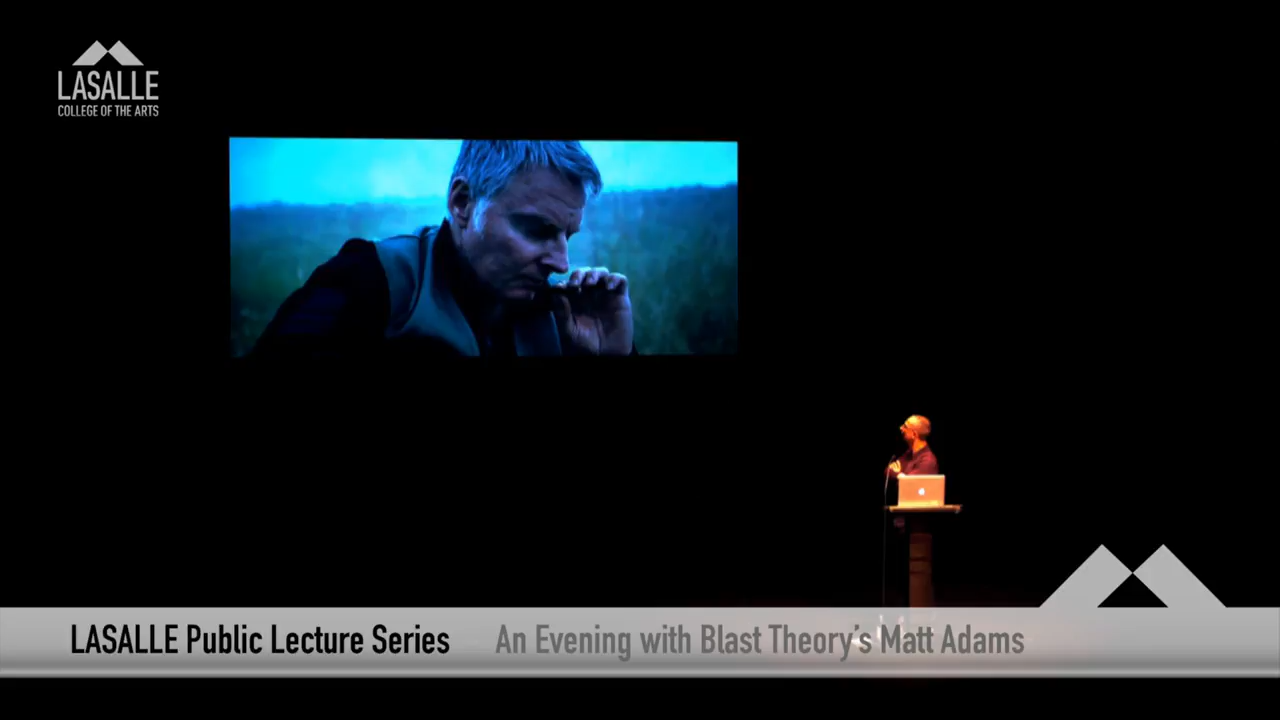 LASALLE
COLLEGE OF THE ARTS
LASALLE Public Lecture Series An Evening with Blast Theory's Matt Adams